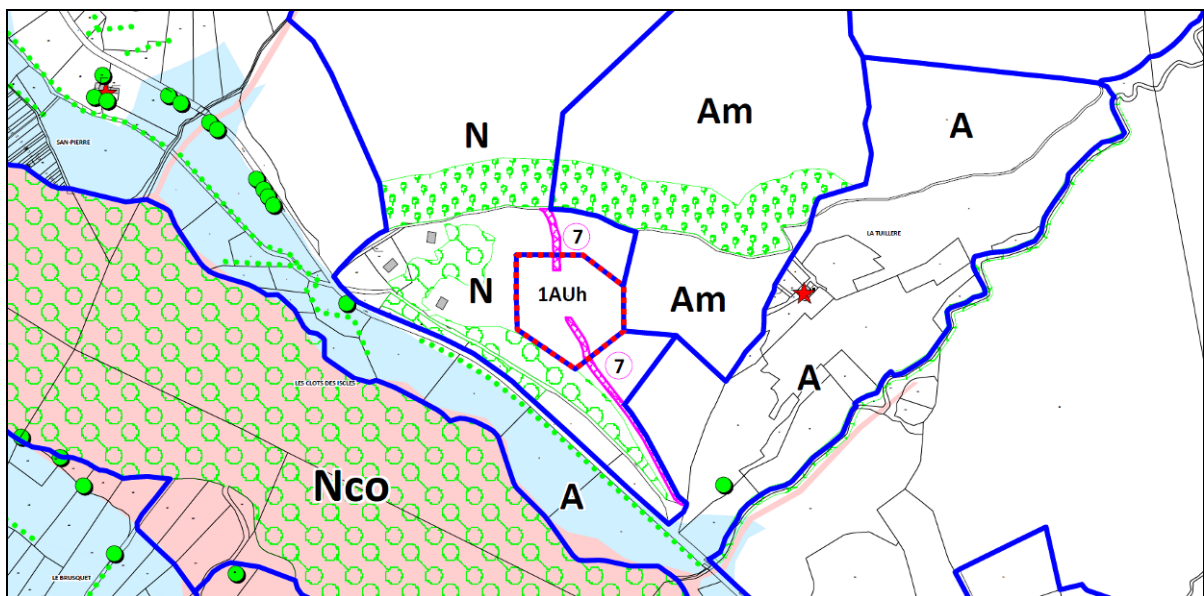 Am
N
A
SAN-PIERRE
LA TUILLERE
7
N
1AUh
Am
7
A
LES CLOTS DES ISCLES
Nco
A
LE BRUSQUET